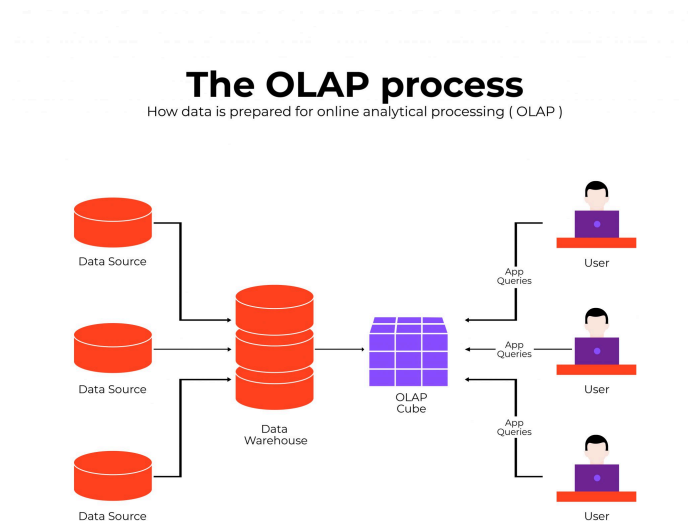 The OLAP process
How data is prepared for online analytical processing ( OLAP )
Data Source
User
App
Queries
Data Source
App
Queries
User
OLAP
Cube
Data
Warehouse
App
Queries
Data Source
User